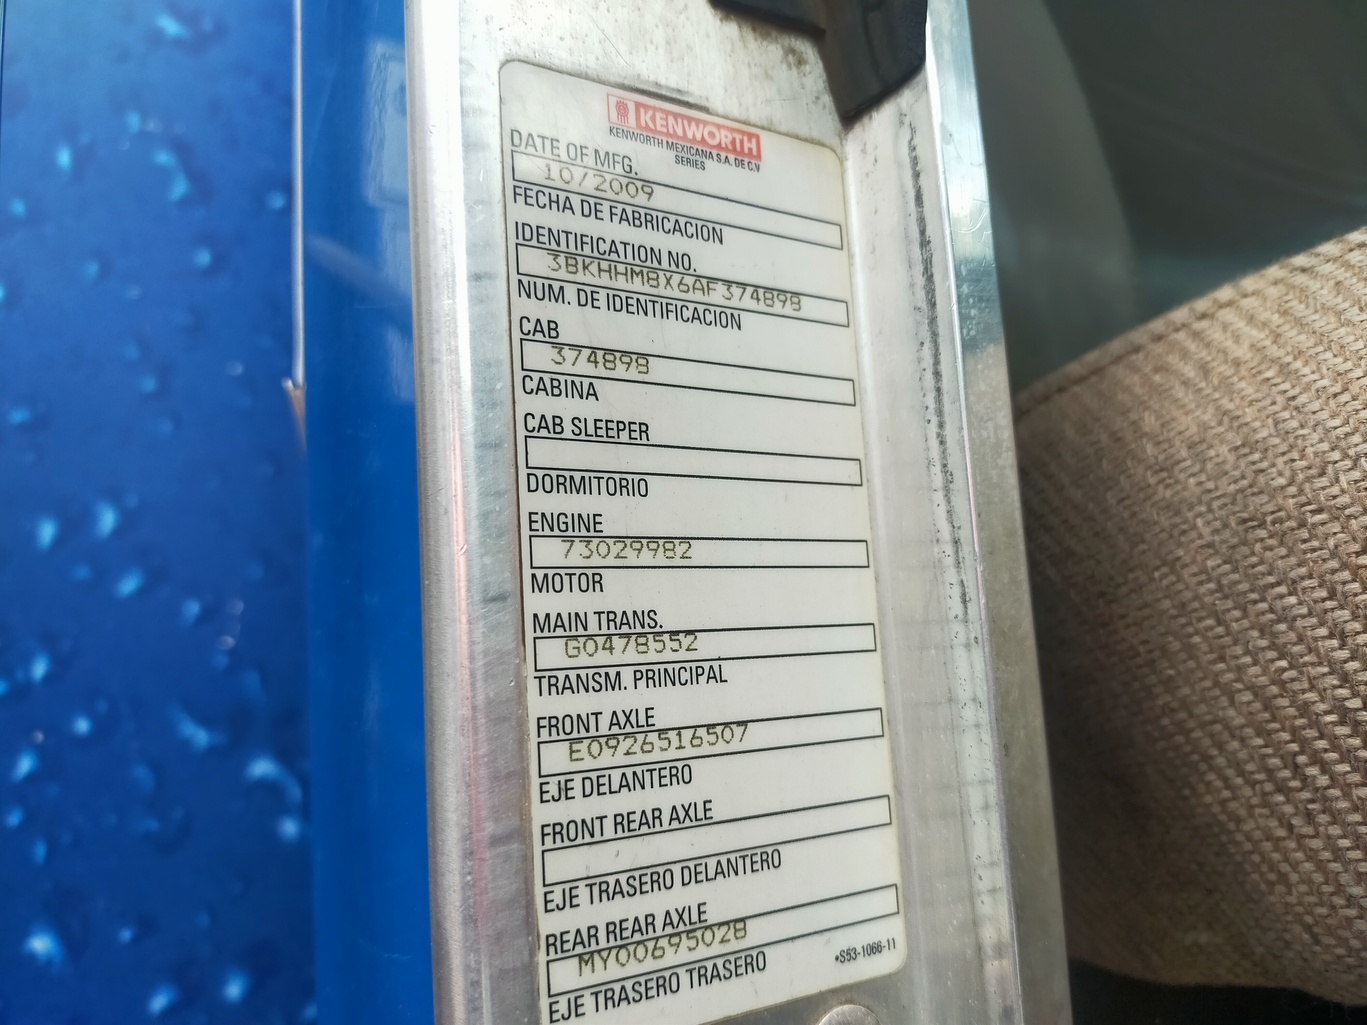 KENWORTH
KENWORTH MEXICANA S.A. DE C.V
SERIES
DATE OF MFG.
10/2009
FECHA DE FABRICACION
IDENTIFICATION NO.
3BKHHM8X6AF374898
NUM. DE IDENTIFICACION
CAB
374898
CABINA
CAB SLEEPER
DORMITORIO
ENGINE
73029982
MOTOR
MAIN TRANS.
G0478552
TRANSM. PRINCIPAL
FRONT AXLE
E0926516507
EJE DELANTERO
FRONT REAR AXLE
EJE TRASERO DELANTERO
REAR REAR AXLE
MY00695028
EJE TRASERO TRASERO
*S53-1066-11